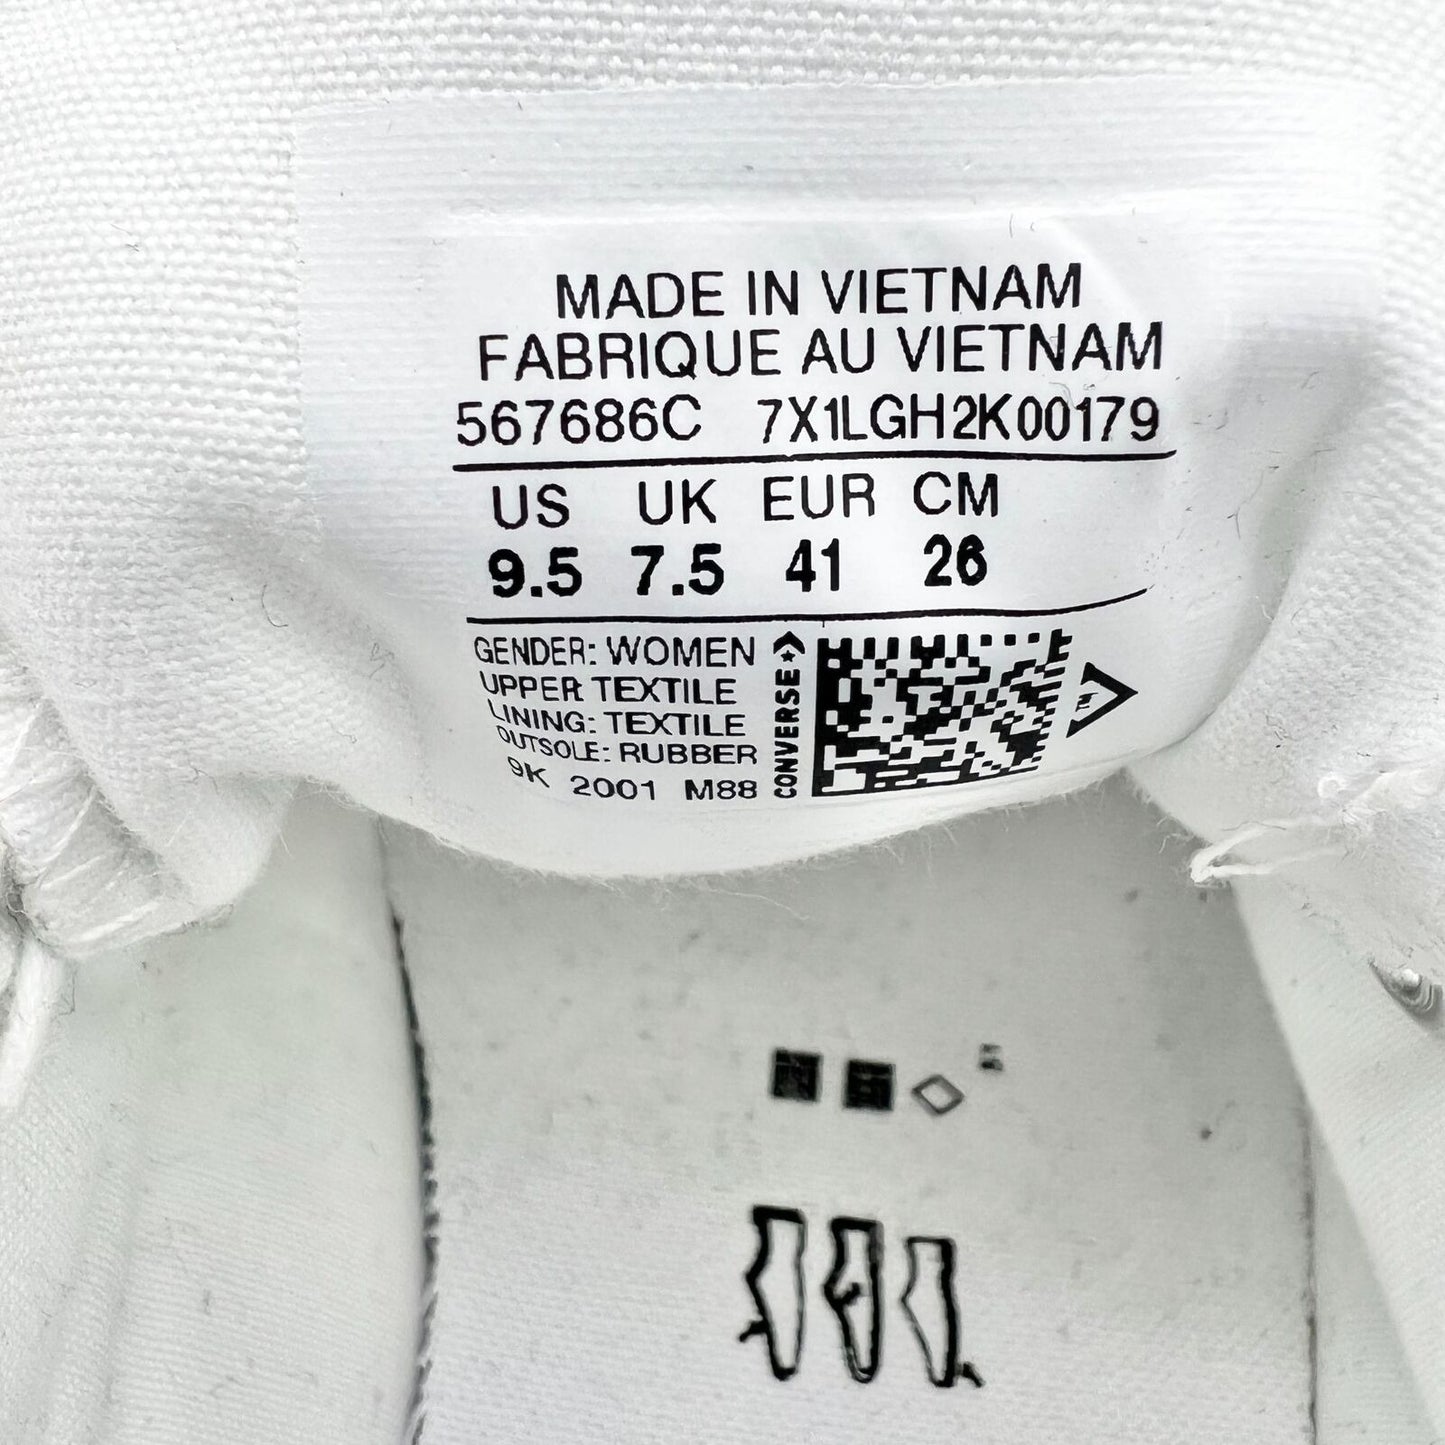 MADE IN VIETNAM
FABRIQUE AU VIETNAM
567686C 7X1LGH2K00179
US UK EUR CM
9.5 7.5 41 26
GENDER: WOMEN
UPPER TEXTILE
LINING: TEXTILE
OUTSOLE: RUBBER
9K 2001 M88
CONVERSE